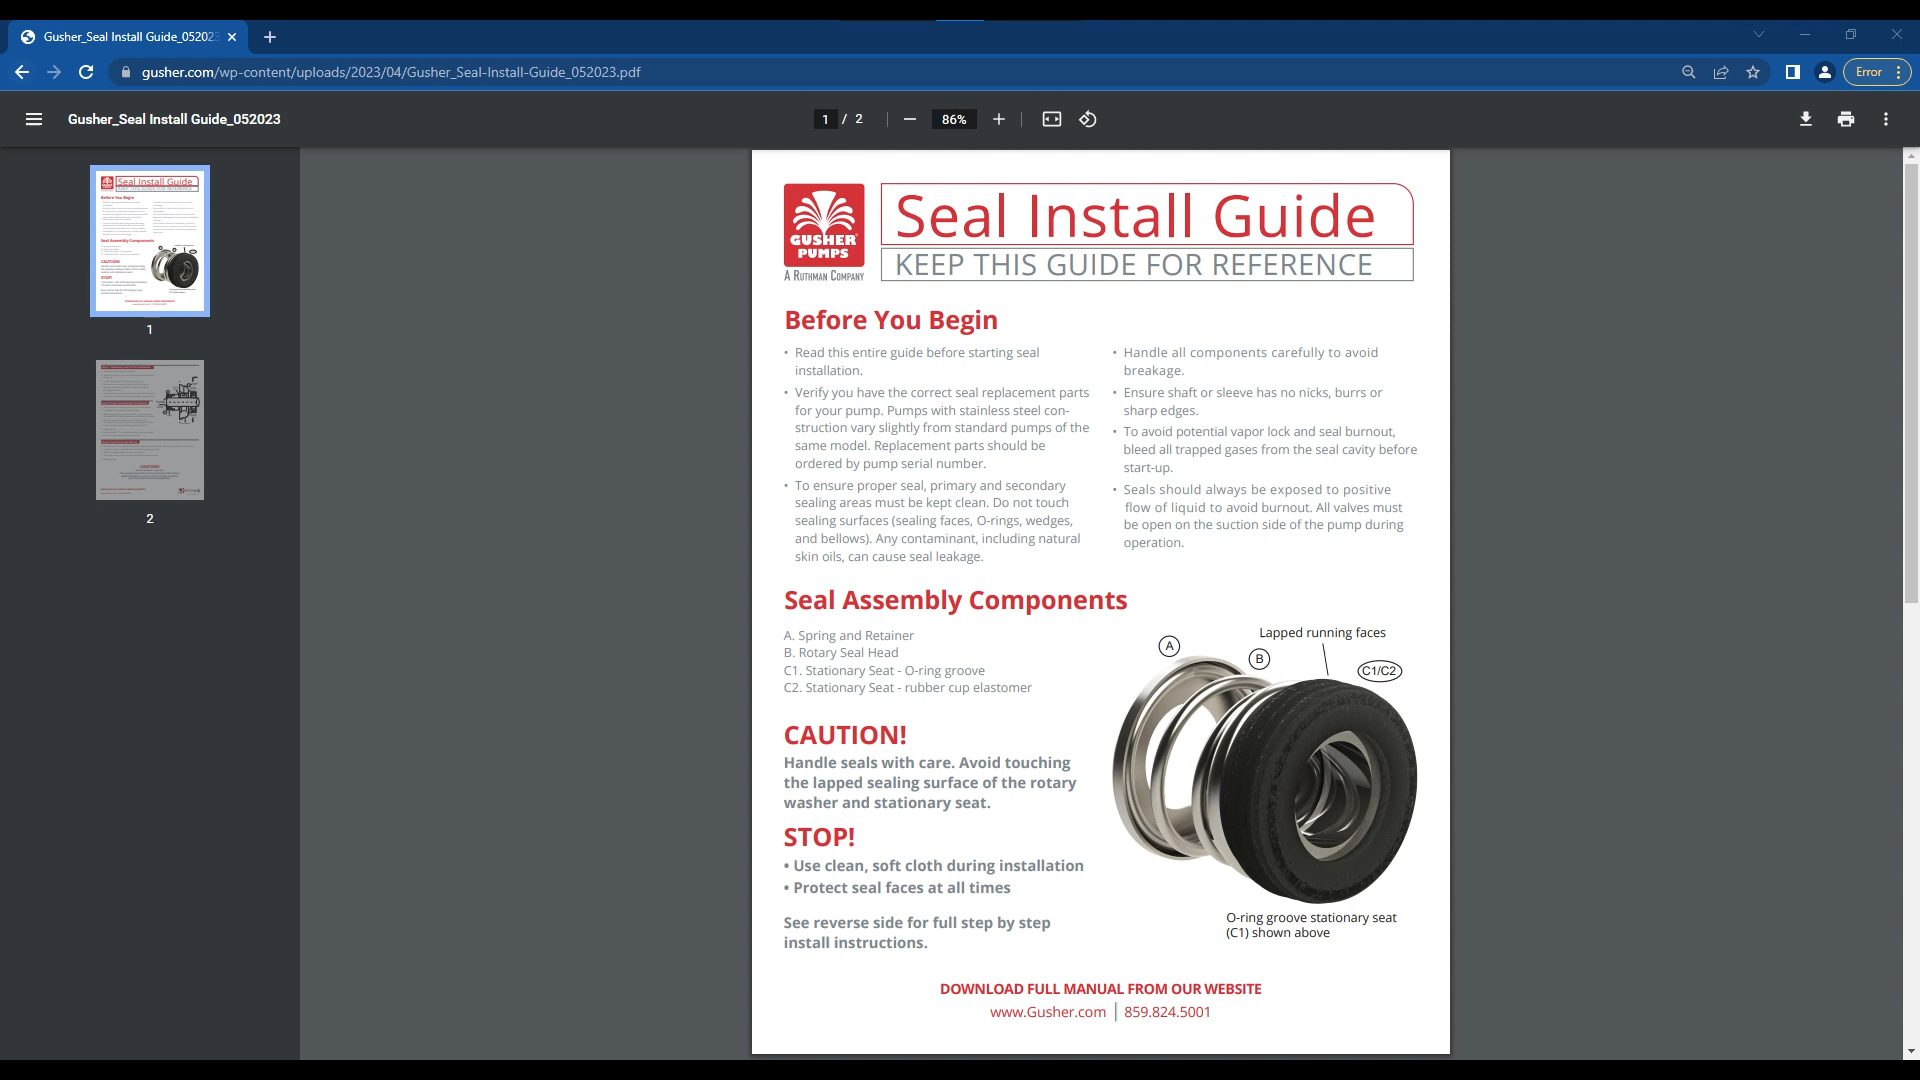 Gusher_Seal Install Guide_05202
gusher.com/wp-content/uploads/2023/04/Gusher_Seal-Install-Guide_052023.pdf
Error
Gusher_Seal Install Guide_052023
1 / 2
86%
Seal Install Guide
1
2
GUSHER
PUMPS
A RUTHMAN COMPANY
Seal Install Guide
KEEP THIS GUIDE FOR REFERENCE
Before You Begin
• Read this entire guide before starting seal
installation.
• Verify you have the correct seal replacement parts
for your pump. Pumps with stainless steel con-
struction vary slightly from standard pumps of the
same model. Replacement parts should be
ordered by pump serial number.
• To ensure proper seal, primary and secondary
sealing areas must be kept clean. Do not touch
sealing surfaces (sealing faces, O-rings, wedges,
and bellows). Any contaminant, including natural
skin oils, can cause seal leakage.
• Handle all components carefully to avoid
breakage.
• Ensure shaft or sleeve has no nicks, burrs or
sharp edges.
• To avoid potential vapor lock and seal burnout,
bleed all trapped gases from the seal cavity before
start-up.
• Seals should always be exposed to positive
flow of liquid to avoid burnout. All valves must
be open on the suction side of the pump during
operation.
Seal Assembly Components
A. Spring and Retainer
B. Rotary Seal Head
C1. Stationary Seat - O-ring groove
C2. Stationary Seat - rubber cup elastomer
Lapped running faces
A
B
C1/C2
CAUTION!
Handle seals with care. Avoid touching
the lapped sealing surface of the rotary
washer and stationary seat.
STOP!
• Use clean, soft cloth during installation
• Protect seal faces at all times
See reverse side for full step by step
install instructions.
O-ring groove stationary seat
(C1) shown above
DOWNLOAD FULL MANUAL FROM OUR WEBSITE
www.Gusher.com | 859.824.5001